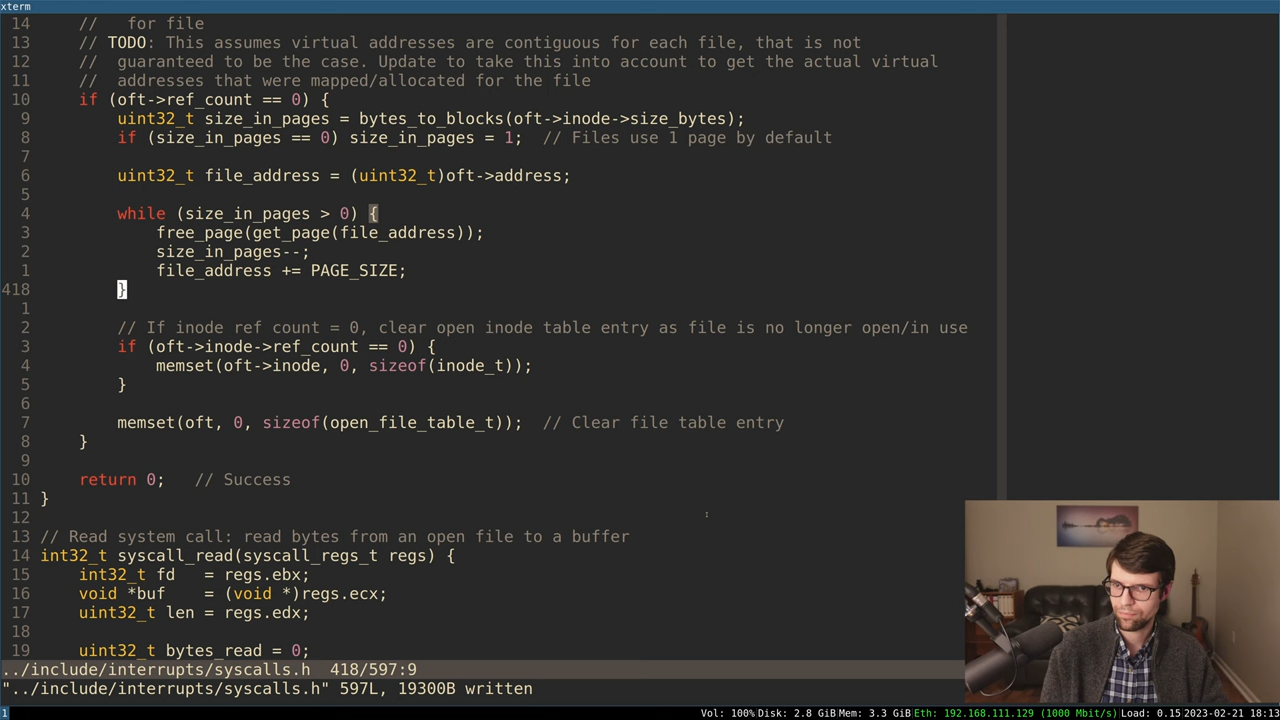 xterm
14     //   for file
13     // TODO: This assumes virtual addresses are contiguous for each file, that is not
12     //  guaranteed to be the case. Update to take this into account to get the actual virtual
11     //  addresses that were mapped/allocated for the file
10     if (oft->ref_count == 0) {
9         uint32_t size_in_pages = bytes_to_blocks(oft->inode->size_bytes);
8         if (size_in_pages == 0) size_in_pages = 1;  // Files use 1 page by default
7
6         uint32_t file_address = (uint32_t)oft->address;
5
4         while (size_in_pages > 0) {
3             free_page(get_page(file_address));
2             size_in_pages--;
1             file_address += PAGE_SIZE;
418         }
1
2         // If inode ref count = 0, clear open inode table entry as file is no longer open/in use
3         if (oft->inode->ref_count == 0) {
4             memset(oft->inode, 0, sizeof(inode_t));
5         }
6
7         memset(oft, 0, sizeof(open_file_table_t));  // Clear file table entry
8     }
9
10     return 0;   // Success
11 }
12
13 // Read system call: read bytes from an open file to a buffer
14 int32_t syscall_read(syscall_regs_t regs) {
15     int32_t fd   = regs.ebx;
16     void *buf    = (void *)regs.ecx;
17     uint32_t len = regs.edx;
18
19     uint32_t bytes_read = 0;
../include/interrupts/syscalls.h  418/597:9
"../include/interrupts/syscalls.h" 597L, 19300B written
1 Vol: 100% Disk: 2.8 GiB Mem: 3.3 GiB Eth: 192.168.111.129 (1000 Mbit/s) Load: 0.15 2023-02-21 18:13